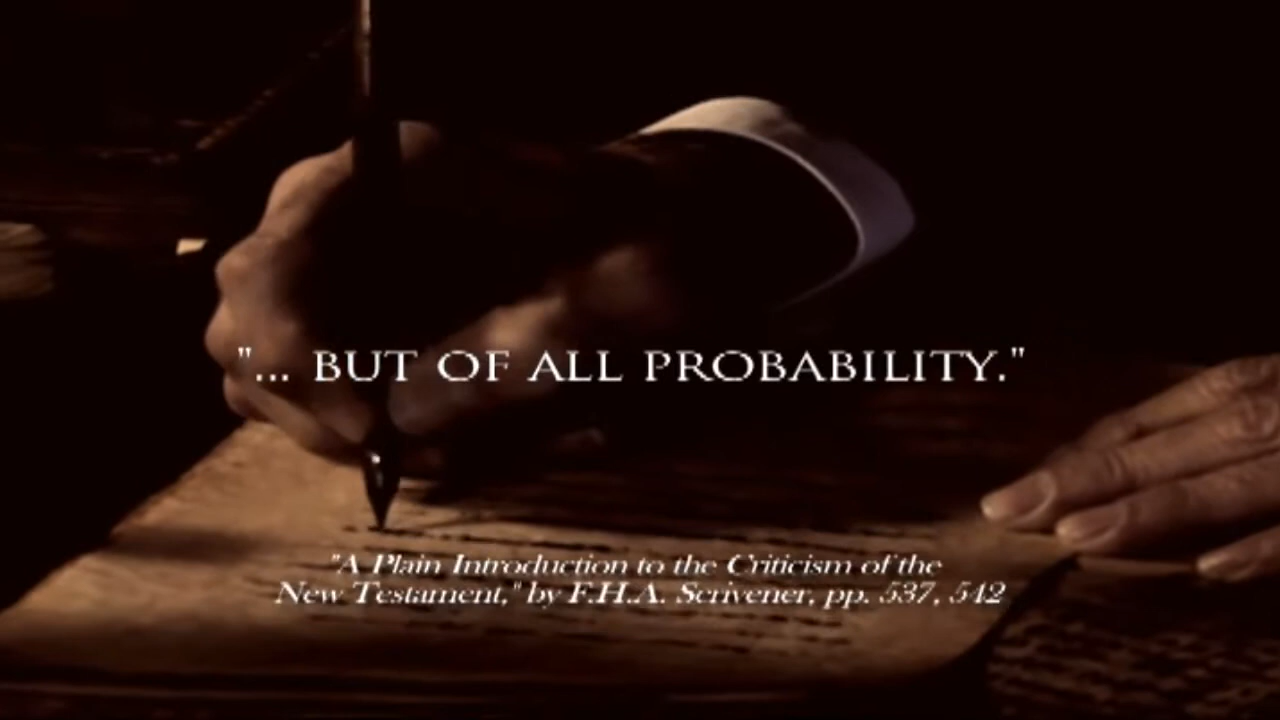 "... BUT OF ALL PROBABILITY."
"A Plain Introduction to the Criticism of the
New Testament," by F.H.A. Scrivener, pp. 537, 542